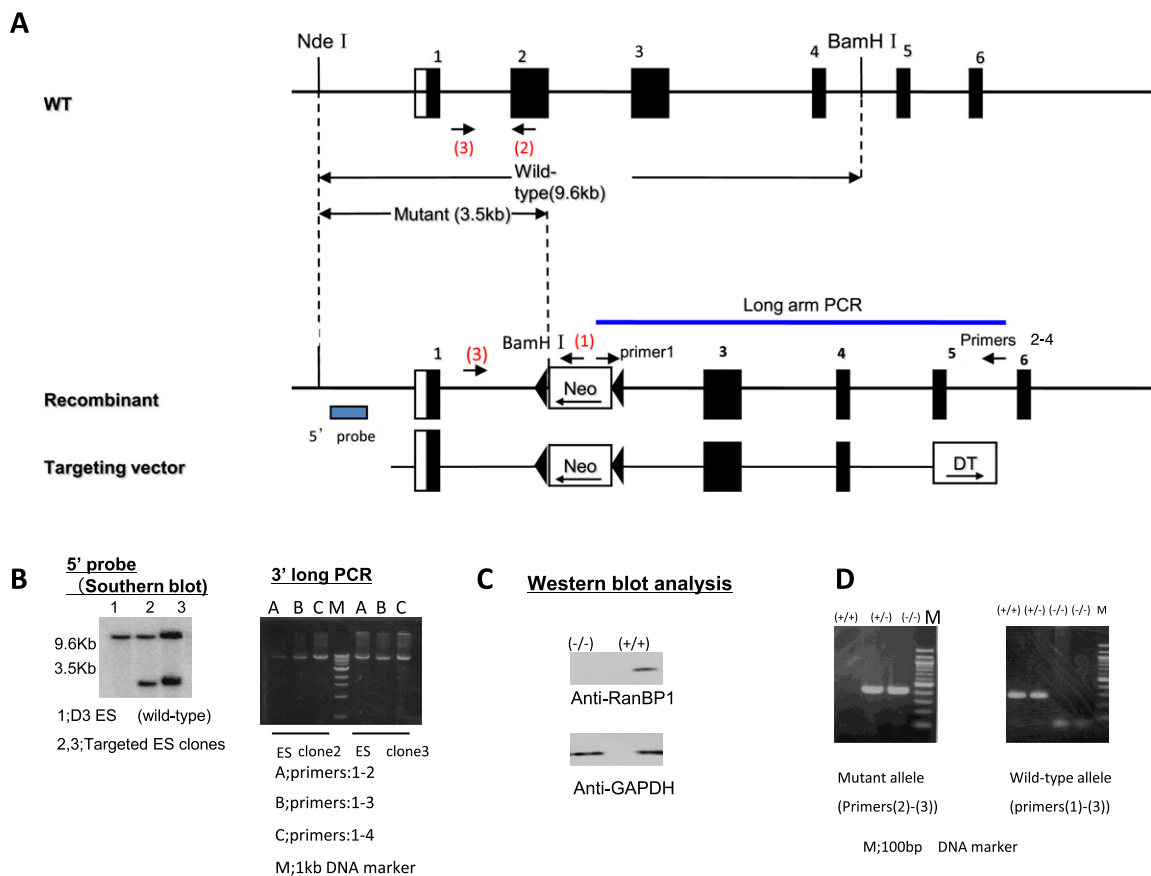 A
Nde I
BamH I
1
2
3
4
5
6
WT
(3)
(2)
Wild-
type(9.6kb)
Mutant (3.5kb)
Long arm PCR
BamH I
(1)
primer1
Primers 2-4
1
(3)
3
4
5
6
Neo
Recombinant
5' probe
Targeting vector
Neo
DT
B
5' probe
(Southern blot)
1 2 3
9.6Kb
3.5Kb
1;D3 ES (wild-type)
2,3;Targeted ES clones
3' long PCR
A B C M A B C
ES clone2 ES clone3
A;primers:1-2
B;primers:1-3
C;primers:1-4
M;1kb DNA marker
C
Western blot analysis
(-/-) (+/+)
Anti-RanBP1
Anti-GAPDH
D
(+/+) (+/-) (-/-) M
(+/+) (+/-) (-/-) (-/-) M
Mutant allele
(Primers(2)-(3))
Wild-type allele
(primers(1)-(3))
M;100bp DNA marker